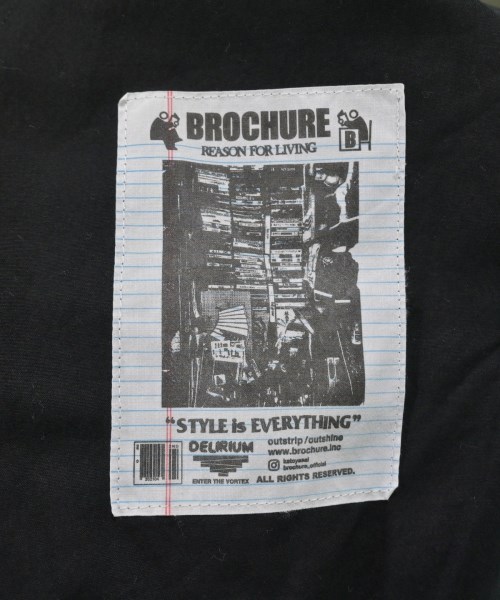 BROCHURE
REASON FOR LIVING
B
"STYLE iS EVERYTHING"
DELIRIUM
ENTER THE VORTEX
outstrip/outshine
www.brochure.inc
brochure_official
ALL RIGHTS RESERVED.